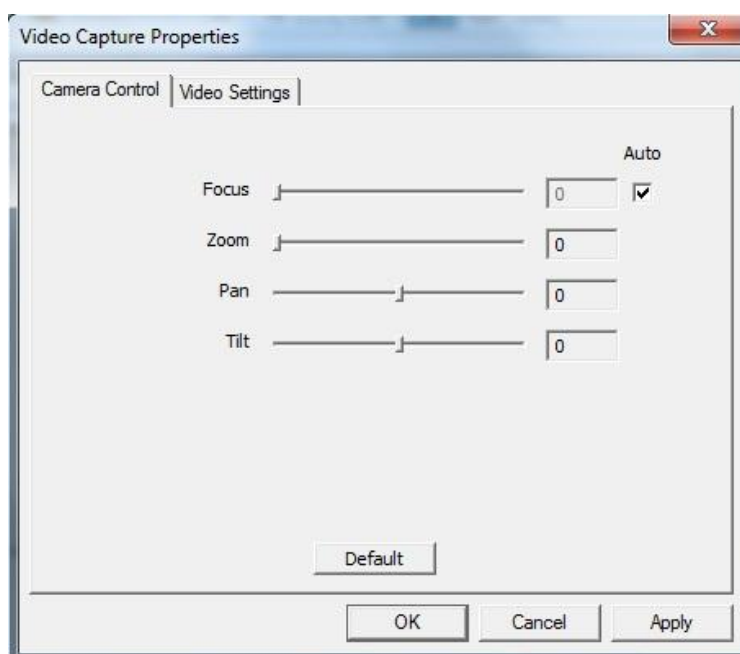 Video Capture Properties
Camera Control Video Settings
Auto
Focus 0
Zoom 0
Pan 0
Tilt 0
Default
OK Cancel Apply